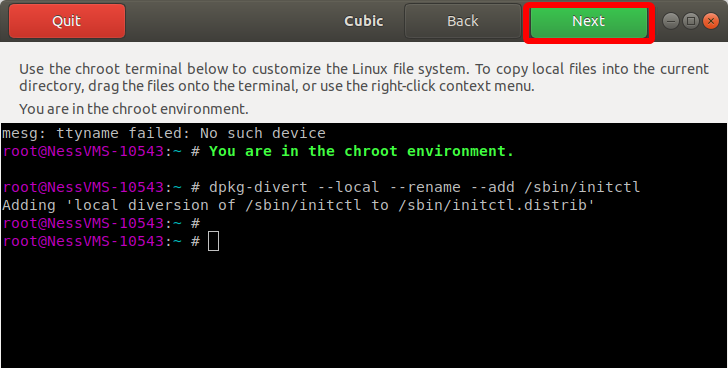 Quit Cubic Back Next
Use the chroot terminal below to customize the Linux file system. To copy local files into the current
directory, drag the files onto the terminal, or use the right-click context menu.
You are in the chroot environment.
mesg: ttyname failed: No such device
root@NessVMS-10543:~ # You are in the chroot environment.
root@NessVMS-10543:~ # dpkg-divert --local --rename --add /sbin/initctl
Adding 'local diversion of /sbin/initctl to /sbin/initctl.distrib'
root@NessVMS-10543:~ #
root@NessVMS-10543:~ #